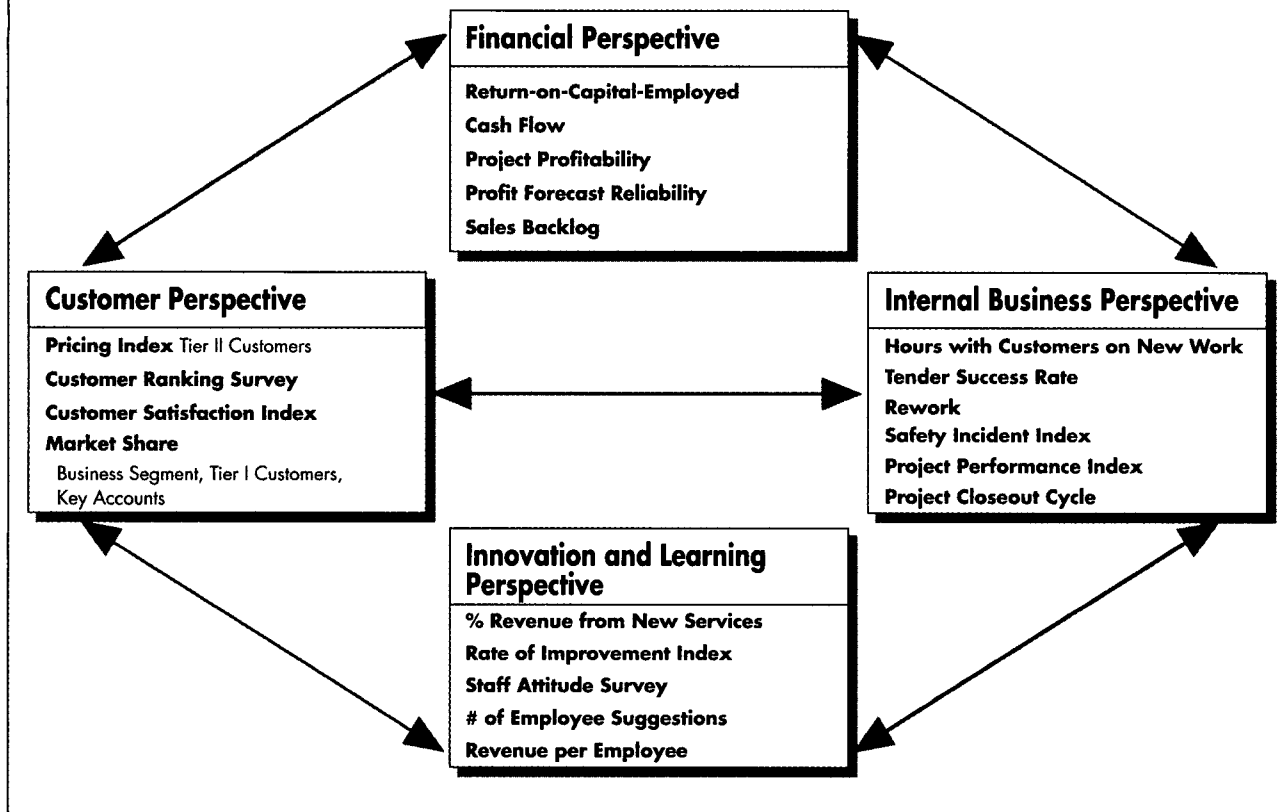 Financial Perspective
Return-on-Capital-Employed
Cash Flow
Project Profitability
Profit Forecast Reliability
Sales Backlog
Customer Perspective
Pricing Index Tier II Customers
Customer Ranking Survey
Customer Satisfaction Index
Market Share
Business Segment, Tier I Customers,
Key Accounts
Internal Business Perspective
Hours with Customers on New Work
Tender Success Rate
Rework
Safety Incident Index
Project Performance Index
Project Closeout Cycle
Innovation and Learning
Perspective
% Revenue from New Services
Rate of Improvement Index
Staff Attitude Survey
# of Employee Suggestions
Revenue per Employee